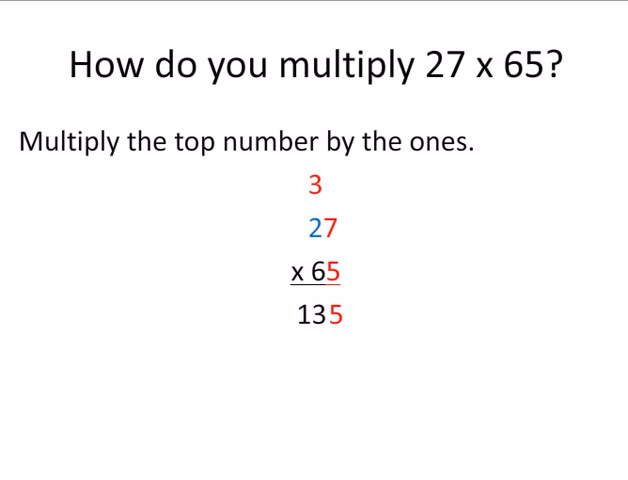 How do you multiply 27 x 65?
Multiply the top number by the ones.
3
27
x 65
135